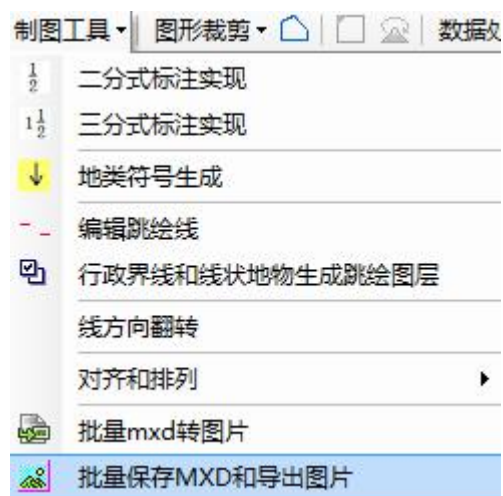 制图工具 图形裁剪 数据处
1/2 二分式标注实现
1 1/2 三分式标注实现
地类符号生成
编辑跳绘线
行政界线和线状地物生成跳绘图层
线方向翻转
对齐和排列
批量mxd转图片
批量保存MXD和导出图片